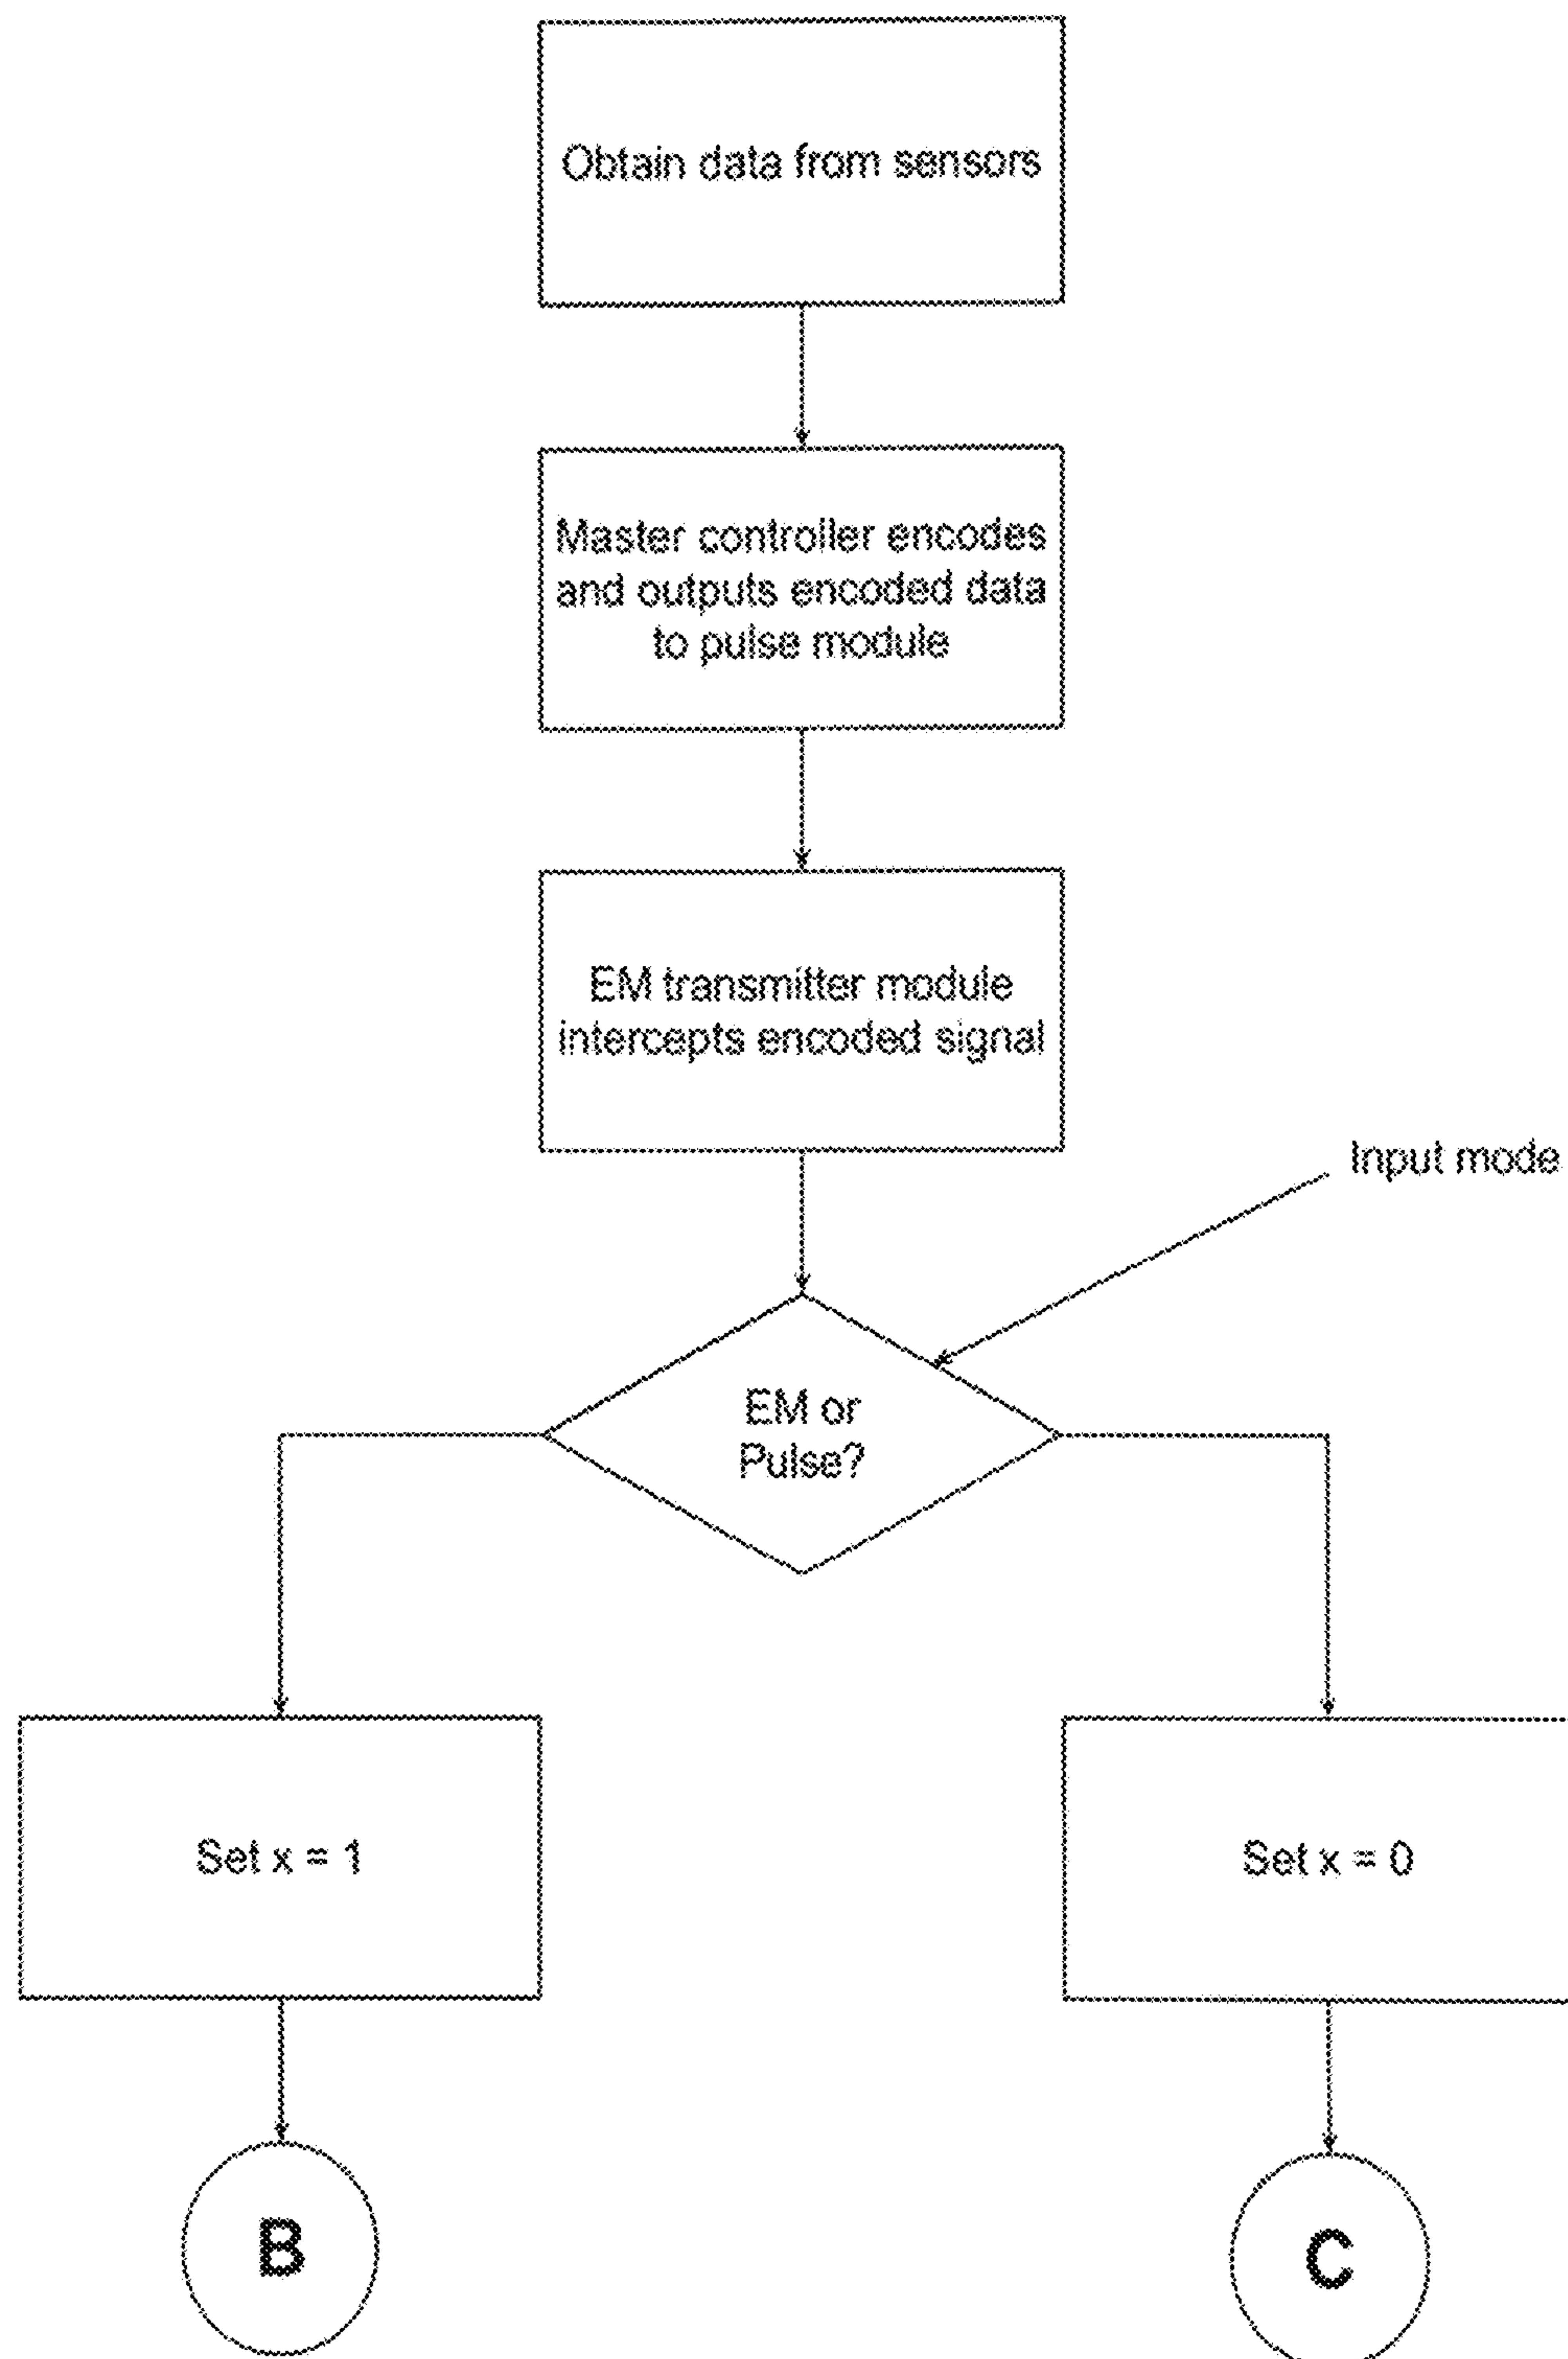 Obtain data from sensors
Master controller encodes
and outputs encoded data
to pulse module
EM transmitter module
intercepts encoded signal
Input mode
EM or
Pulse?
Set x = 1
Set x = 0
B
C